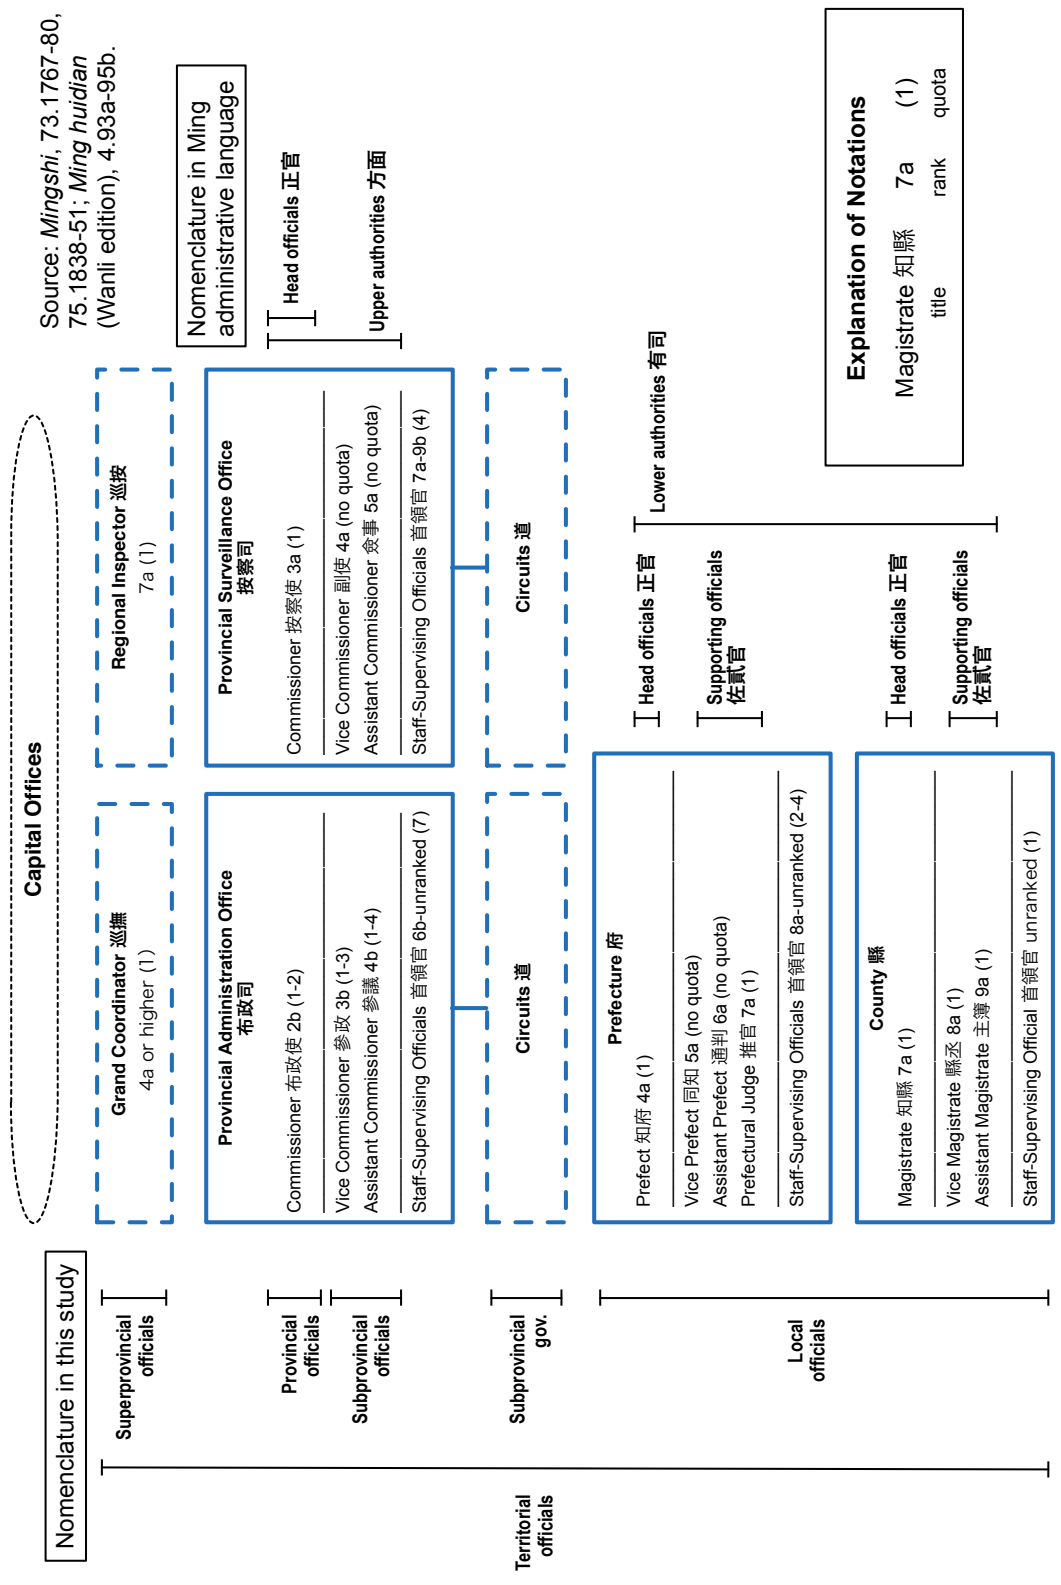 Capital Offices
Source: Mingshi, 73.1767-80,
75.1838-51; Ming huidian
(Wanli edition), 4.93a-95b.
Nomenclature in this study
Nomenclature in Ming
administrative language
Superprovincial
officials
Grand Coordinator 巡撫
4a or higher (1)
Regional Inspector 巡按
7a (1)
Provincial
officials
Subprovincial
officials
Provincial Administration Office
布政司
Commissioner 布政使 2b (1-2)
Vice Commissioner 參政 3b (1-3)
Assistant Commissioner 參議 4b (1-4)
Staff-Supervising Officials 首領官 6b-unranked (7)
Provincial Surveillance Office
按察司
Commissioner 按察使 3a (1)
Vice Commissioner 副使 4a (no quota)
Assistant Commissioner 僉事 5a (no quota)
Staff-Supervising Officials 首領官 7a-9b (4)
Head officials 正官
Upper authorities 方面
Subprovincial
gov.
Circuits 道
Circuits 道
Territorial
officials
Local
officials
Prefecture 府
Prefect 知府 4a (1)
Vice Prefect 同知 5a (no quota)
Assistant Prefect 通判 6a (no quota)
Prefectural Judge 推官 7a (1)
Staff-Supervising Officials 首領官 8a-unranked (2-4)
Head officials 正官
Supporting officials
佐貳官
Lower authorities 有司
County 縣
Magistrate 知縣 7a (1)
Vice Magistrate 縣丞 8a (1)
Assistant Magistrate 主簿 9a (1)
Staff-Supervising Official 首領官 unranked (1)
Head officials 正官
Supporting officials
佐貳官
Explanation of Notations
Magistrate 知縣 7a (1)
title rank quota